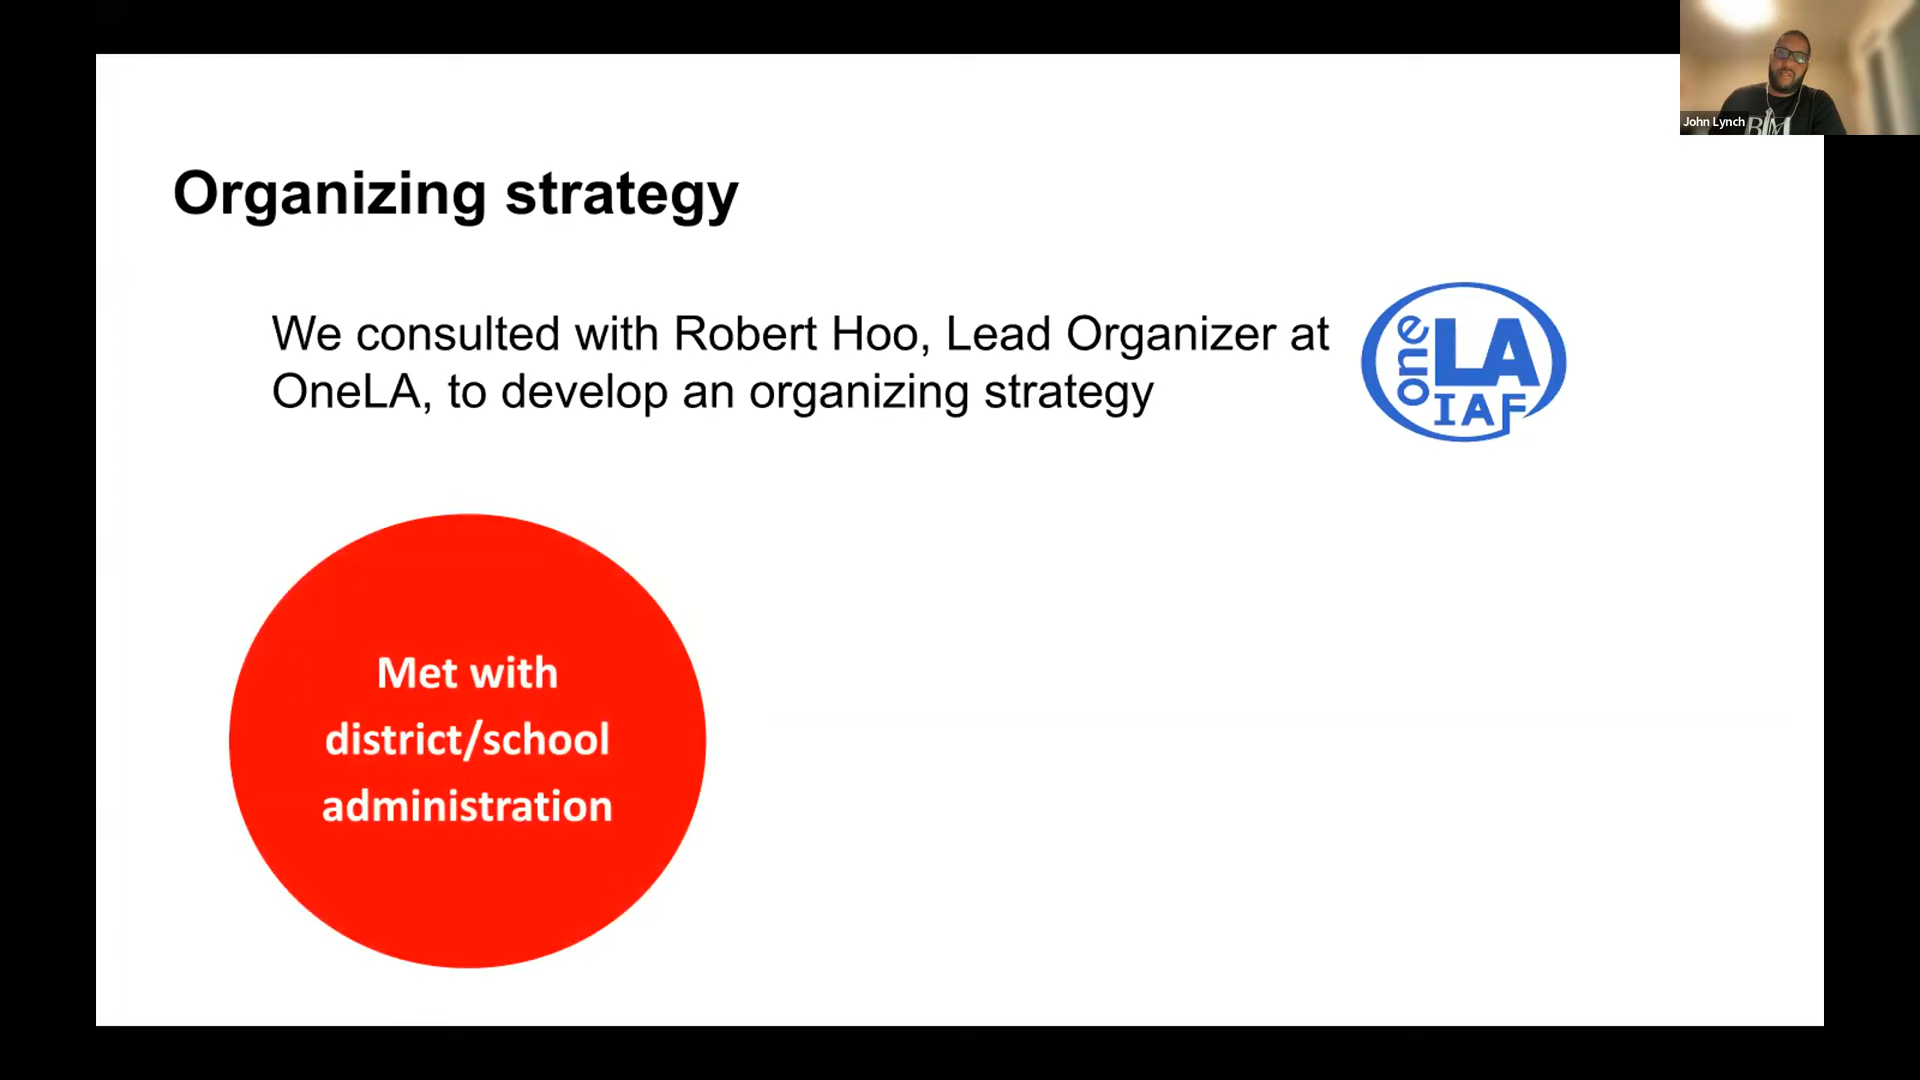 John Lynch
Organizing strategy
We consulted with Robert Hoo, Lead Organizer at
OneLA, to develop an organizing strategy
one
LA
IAF
Met with
district/school
administration